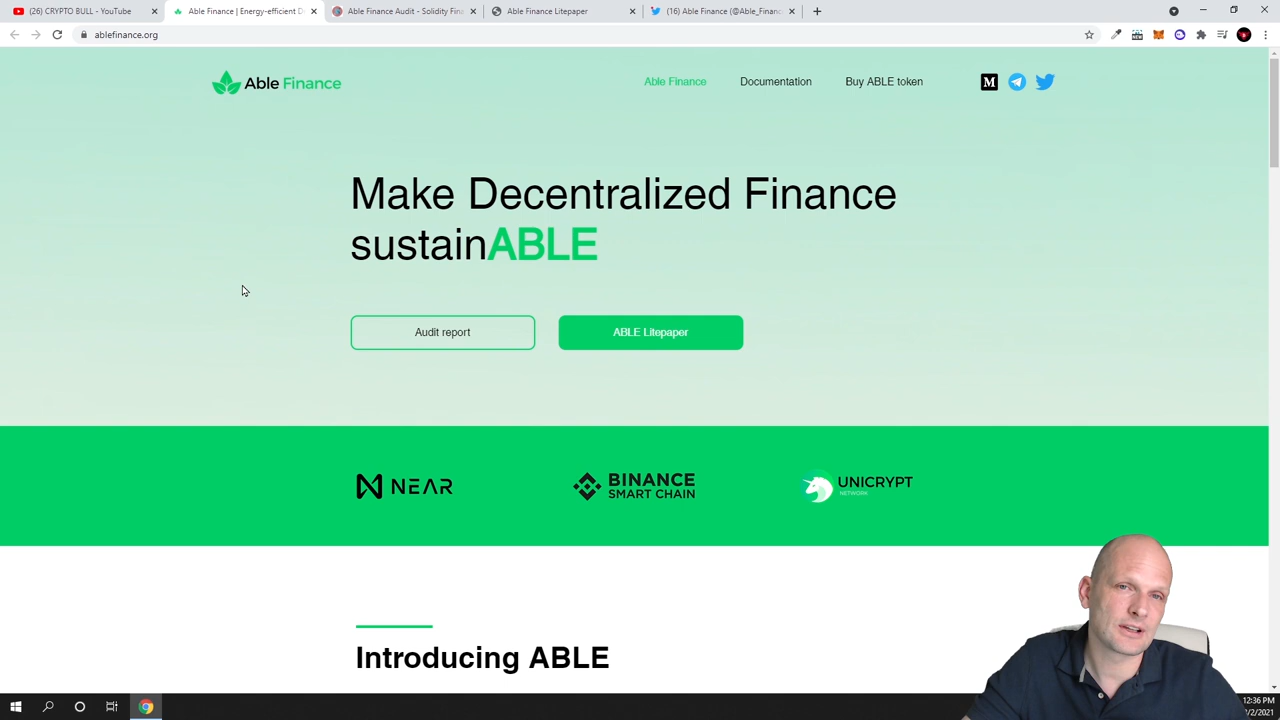 (26) CRYPTO BULL - YouTube
Able Finance | Energy-efficient D
Able Finance Audit - Solidity Fina
Able Finance Litepaper
(16) Able Finance (@Able_Financ
ablefinance.org
Able Finance
Able Finance
Documentation
Buy ABLE token
M
Make Decentralized Finance
sustainABLE
Audit report
ABLE Litepaper
NEAR
BINANCE
SMART CHAIN
UNICRYPT
NETWORK
Introducing ABLE
12:36 PM
/2/2021